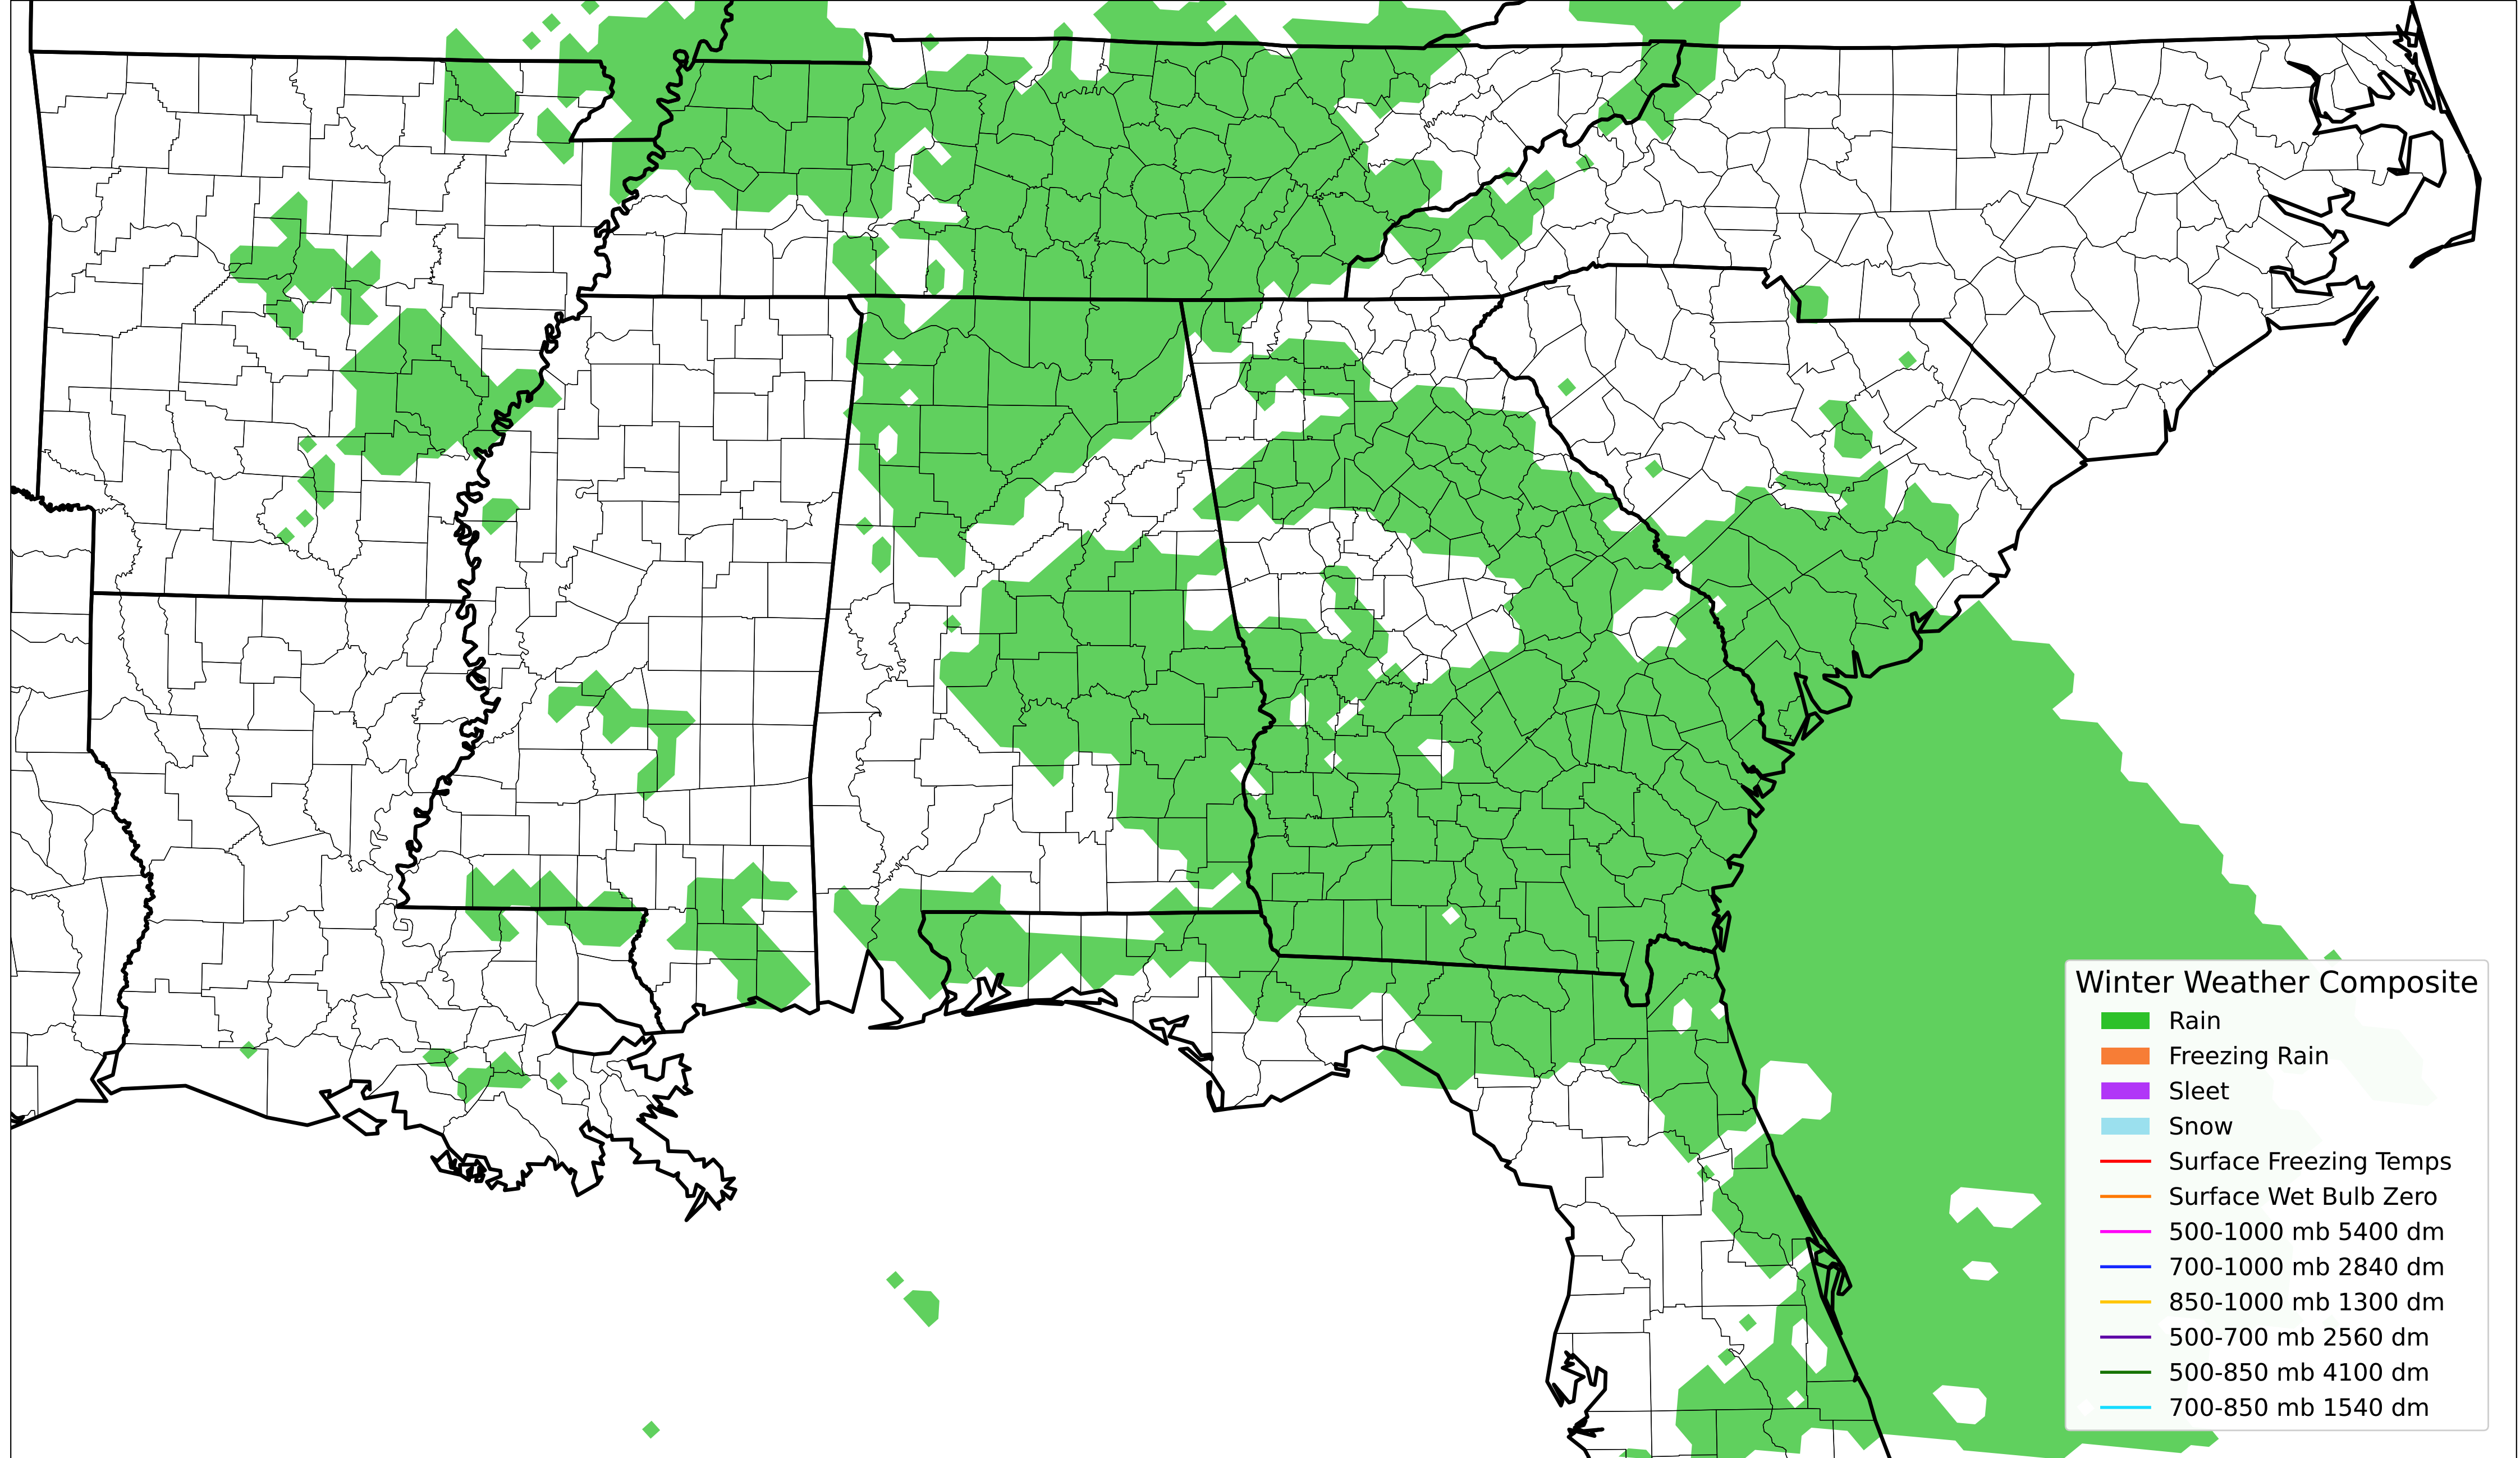 Winter Weather Composite
Rain
Freezing Rain
Sleet
Snow
Surface Freezing Temps
Surface Wet Bulb Zero
500-1000 mb 5400 dm
700-1000 mb 2840 dm
850-1000 mb 1300 dm
500-700 mb 2560 dm
500-850 mb 4100 dm
700-850 mb 1540 dm